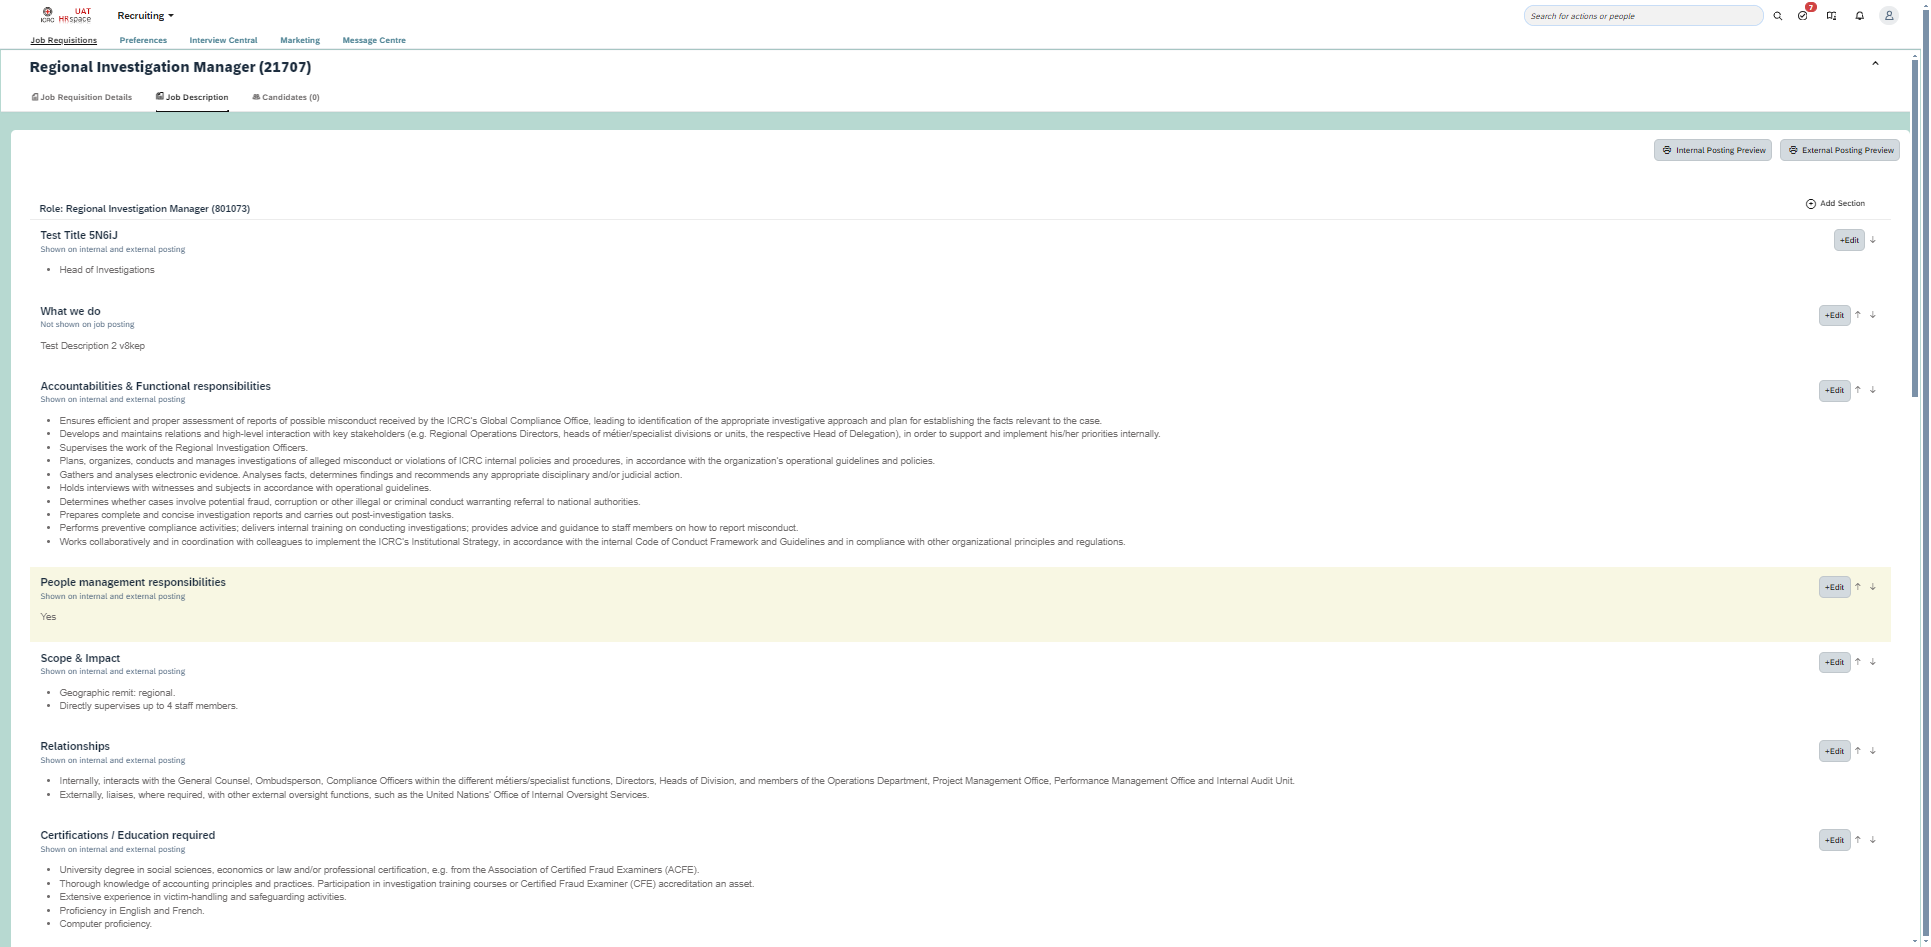 ICRC UAT HRspace
Recruiting
Search for actions or people
7
Job Requisitions
Preferences
Interview Central
Marketing
Message Centre
Regional Investigation Manager (21707)
Job Requisition Details
Job Description
Candidates (0)
Internal Posting Preview
External Posting Preview
Role: Regional Investigation Manager (801073)
Add Section
Test Title 5N6iJ
Shown on internal and external posting
+Edit
• Head of Investigations
What we do
Not shown on job posting
+Edit
Test Description 2 v8kep
Accountabilities & Functional responsibilities
Shown on internal and external posting
+Edit
• Ensures efficient and proper assessment of reports of possible misconduct received by the ICRC's Global Compliance Office, leading to identification of the appropriate investigative approach and plan for establishing the facts relevant to the case.
• Develops and maintains relations and high-level interaction with key stakeholders (e.g. Regional Operations Directors, heads of métier/specialist divisions or units, the respective Head of Delegation), in order to support and implement his/her priorities internally.
• Supervises the work of the Regional Investigation Officers.
• Plans, organizes, conducts and manages investigations of alleged misconduct or violations of ICRC internal policies and procedures, in accordance with the organization's operational guidelines and policies.
• Gathers and analyses electronic evidence. Analyses facts, determines findings and recommends any appropriate disciplinary and/or judicial action.
• Holds interviews with witnesses and subjects in accordance with operational guidelines.
• Determines whether cases involve potential fraud, corruption or other illegal or criminal conduct warranting referral to national authorities.
• Prepares complete and concise investigation reports and carries out post-investigation tasks.
• Performs preventive compliance activities; delivers internal training on conducting investigations; provides advice and guidance to staff members on how to report misconduct.
• Works collaboratively and in coordination with colleagues to implement the ICRC's Institutional Strategy, in accordance with the internal Code of Conduct Framework and Guidelines and in compliance with other organizational principles and regulations.
People management responsibilities
Shown on internal and external posting
+Edit
Yes
Scope & Impact
Shown on internal and external posting
+Edit
• Geographic remit: regional.
• Directly supervises up to 4 staff members.
Relationships
Shown on internal and external posting
+Edit
• Internally, interacts with the General Counsel, Ombudsperson, Compliance Officers within the different métiers/specialist functions, Directors, Heads of Division, and members of the Operations Department, Project Management Office, Performance Management Office and Internal Audit Unit.
• Externally, liaises, where required, with other external oversight functions, such as the United Nations' Office of Internal Oversight Services.
Certifications / Education required
Shown on internal and external posting
+Edit
• University degree in social sciences, economics or law and/or professional certification, e.g. from the Association of Certified Fraud Examiners (ACFE).
• Thorough knowledge of accounting principles and practices. Participation in investigation training courses or Certified Fraud Examiner (CFE) accreditation an asset.
• Extensive experience in victim-handling and safeguarding activities.
• Proficiency in English and French.
• Computer proficiency.